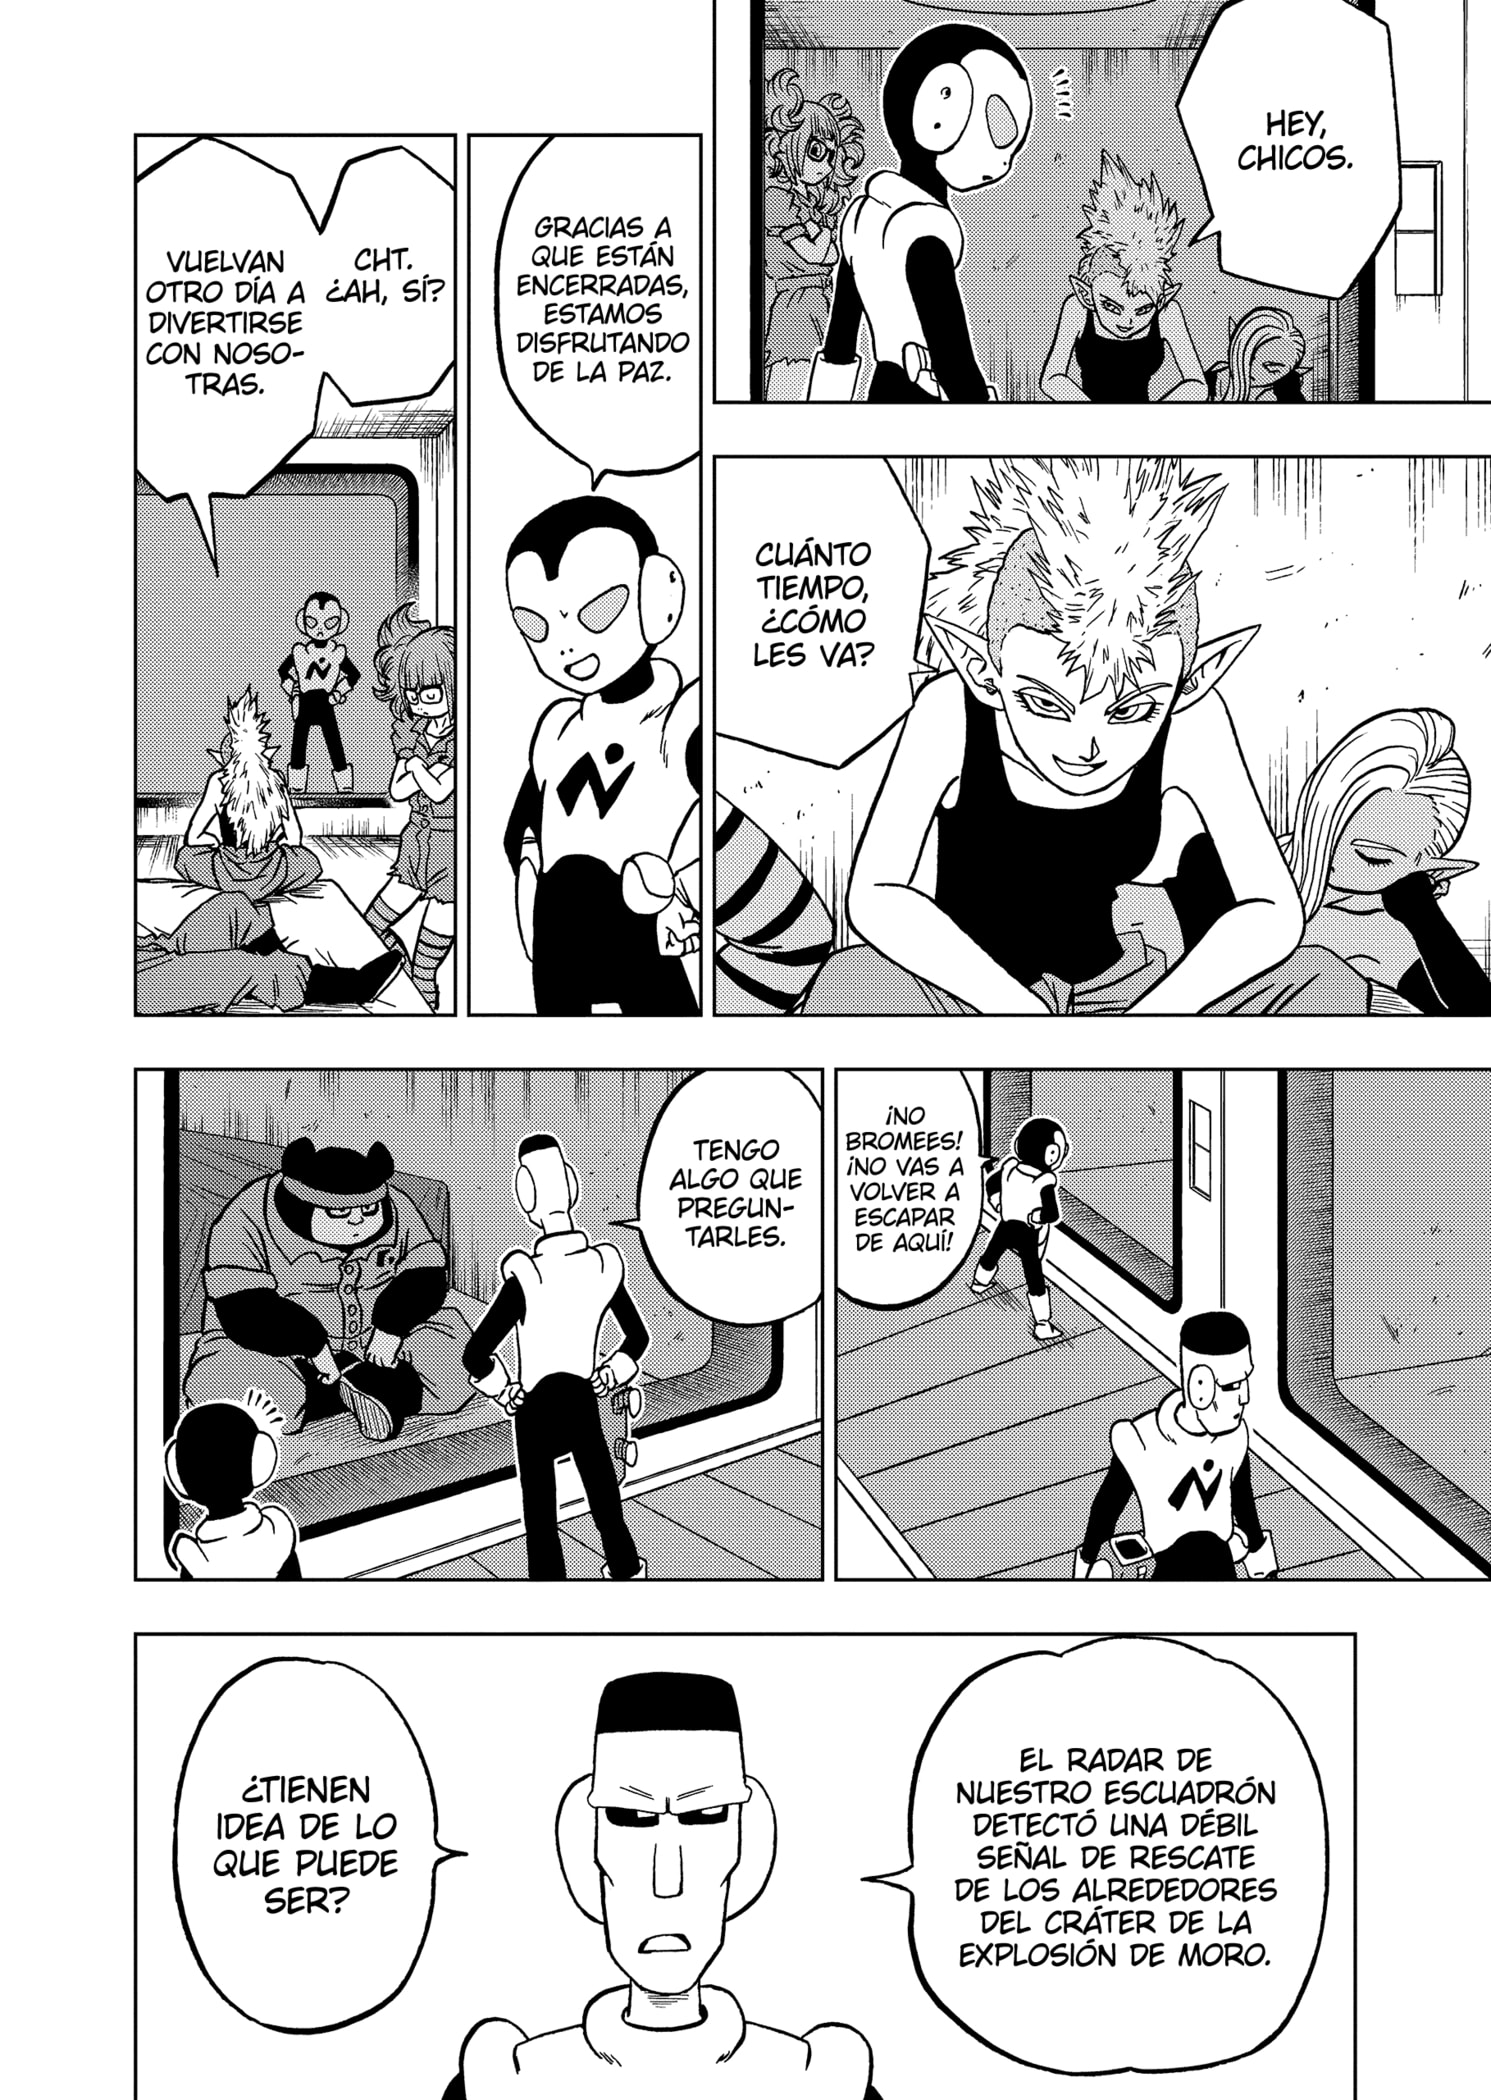 HEY,
CHICOS.
CUÁNTO
TIEMPO,
¿CÓMO
LES VA?
GRACIAS A
QUE ESTÁN
ENCERRADAS,
ESTAMOS
DISFRUTANDO
DE LA PAZ.
CHT.
¿AH, SÍ?
VUELVAN
OTRO DÍA A
DIVERTIRSE
CON NOSO-
TRAS.
¡NO
BROMEES!
¡NO VAS A
VOLVER A
ESCAPAR
DE AQUÍ!
TENGO
ALGO QUE
PREGUN-
TARLES.
EL RADAR DE
NUESTRO ESCUADRÓN
DETECTÓ UNA DÉBIL
SEÑAL DE RESCATE
DE LOS ALREDEDORES
DEL CRÁTER DE LA
EXPLOSIÓN DE MORO.
¿TIENEN
IDEA DE LO
QUE PUEDE
SER?